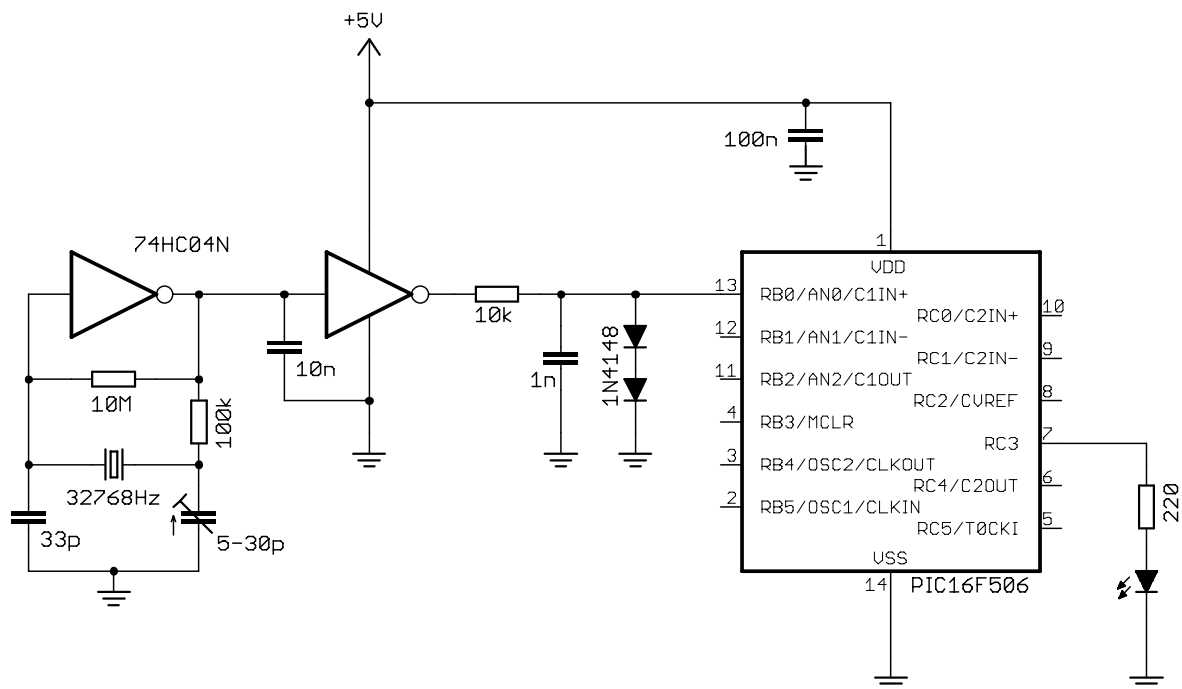 +5V
100n
74HC04N
1
VDD
13
RB0/AN0/C1IN+
10
RC0/C2IN+
12
RB1/AN1/C1IN-
9
RC1/C2IN-
11
RB2/AN2/C1OUT
8
RC2/CVREF
4
RB3/MCLR
7
RC3
3
RB4/OSC2/CLKOUT
6
RC4/C2OUT
2
RB5/OSC1/CLKIN
5
RC5/T0CKI
VSS
14
PIC16F506
10k
10n
1n
1N4148
10M
100k
32768Hz
33p
5-30p
220